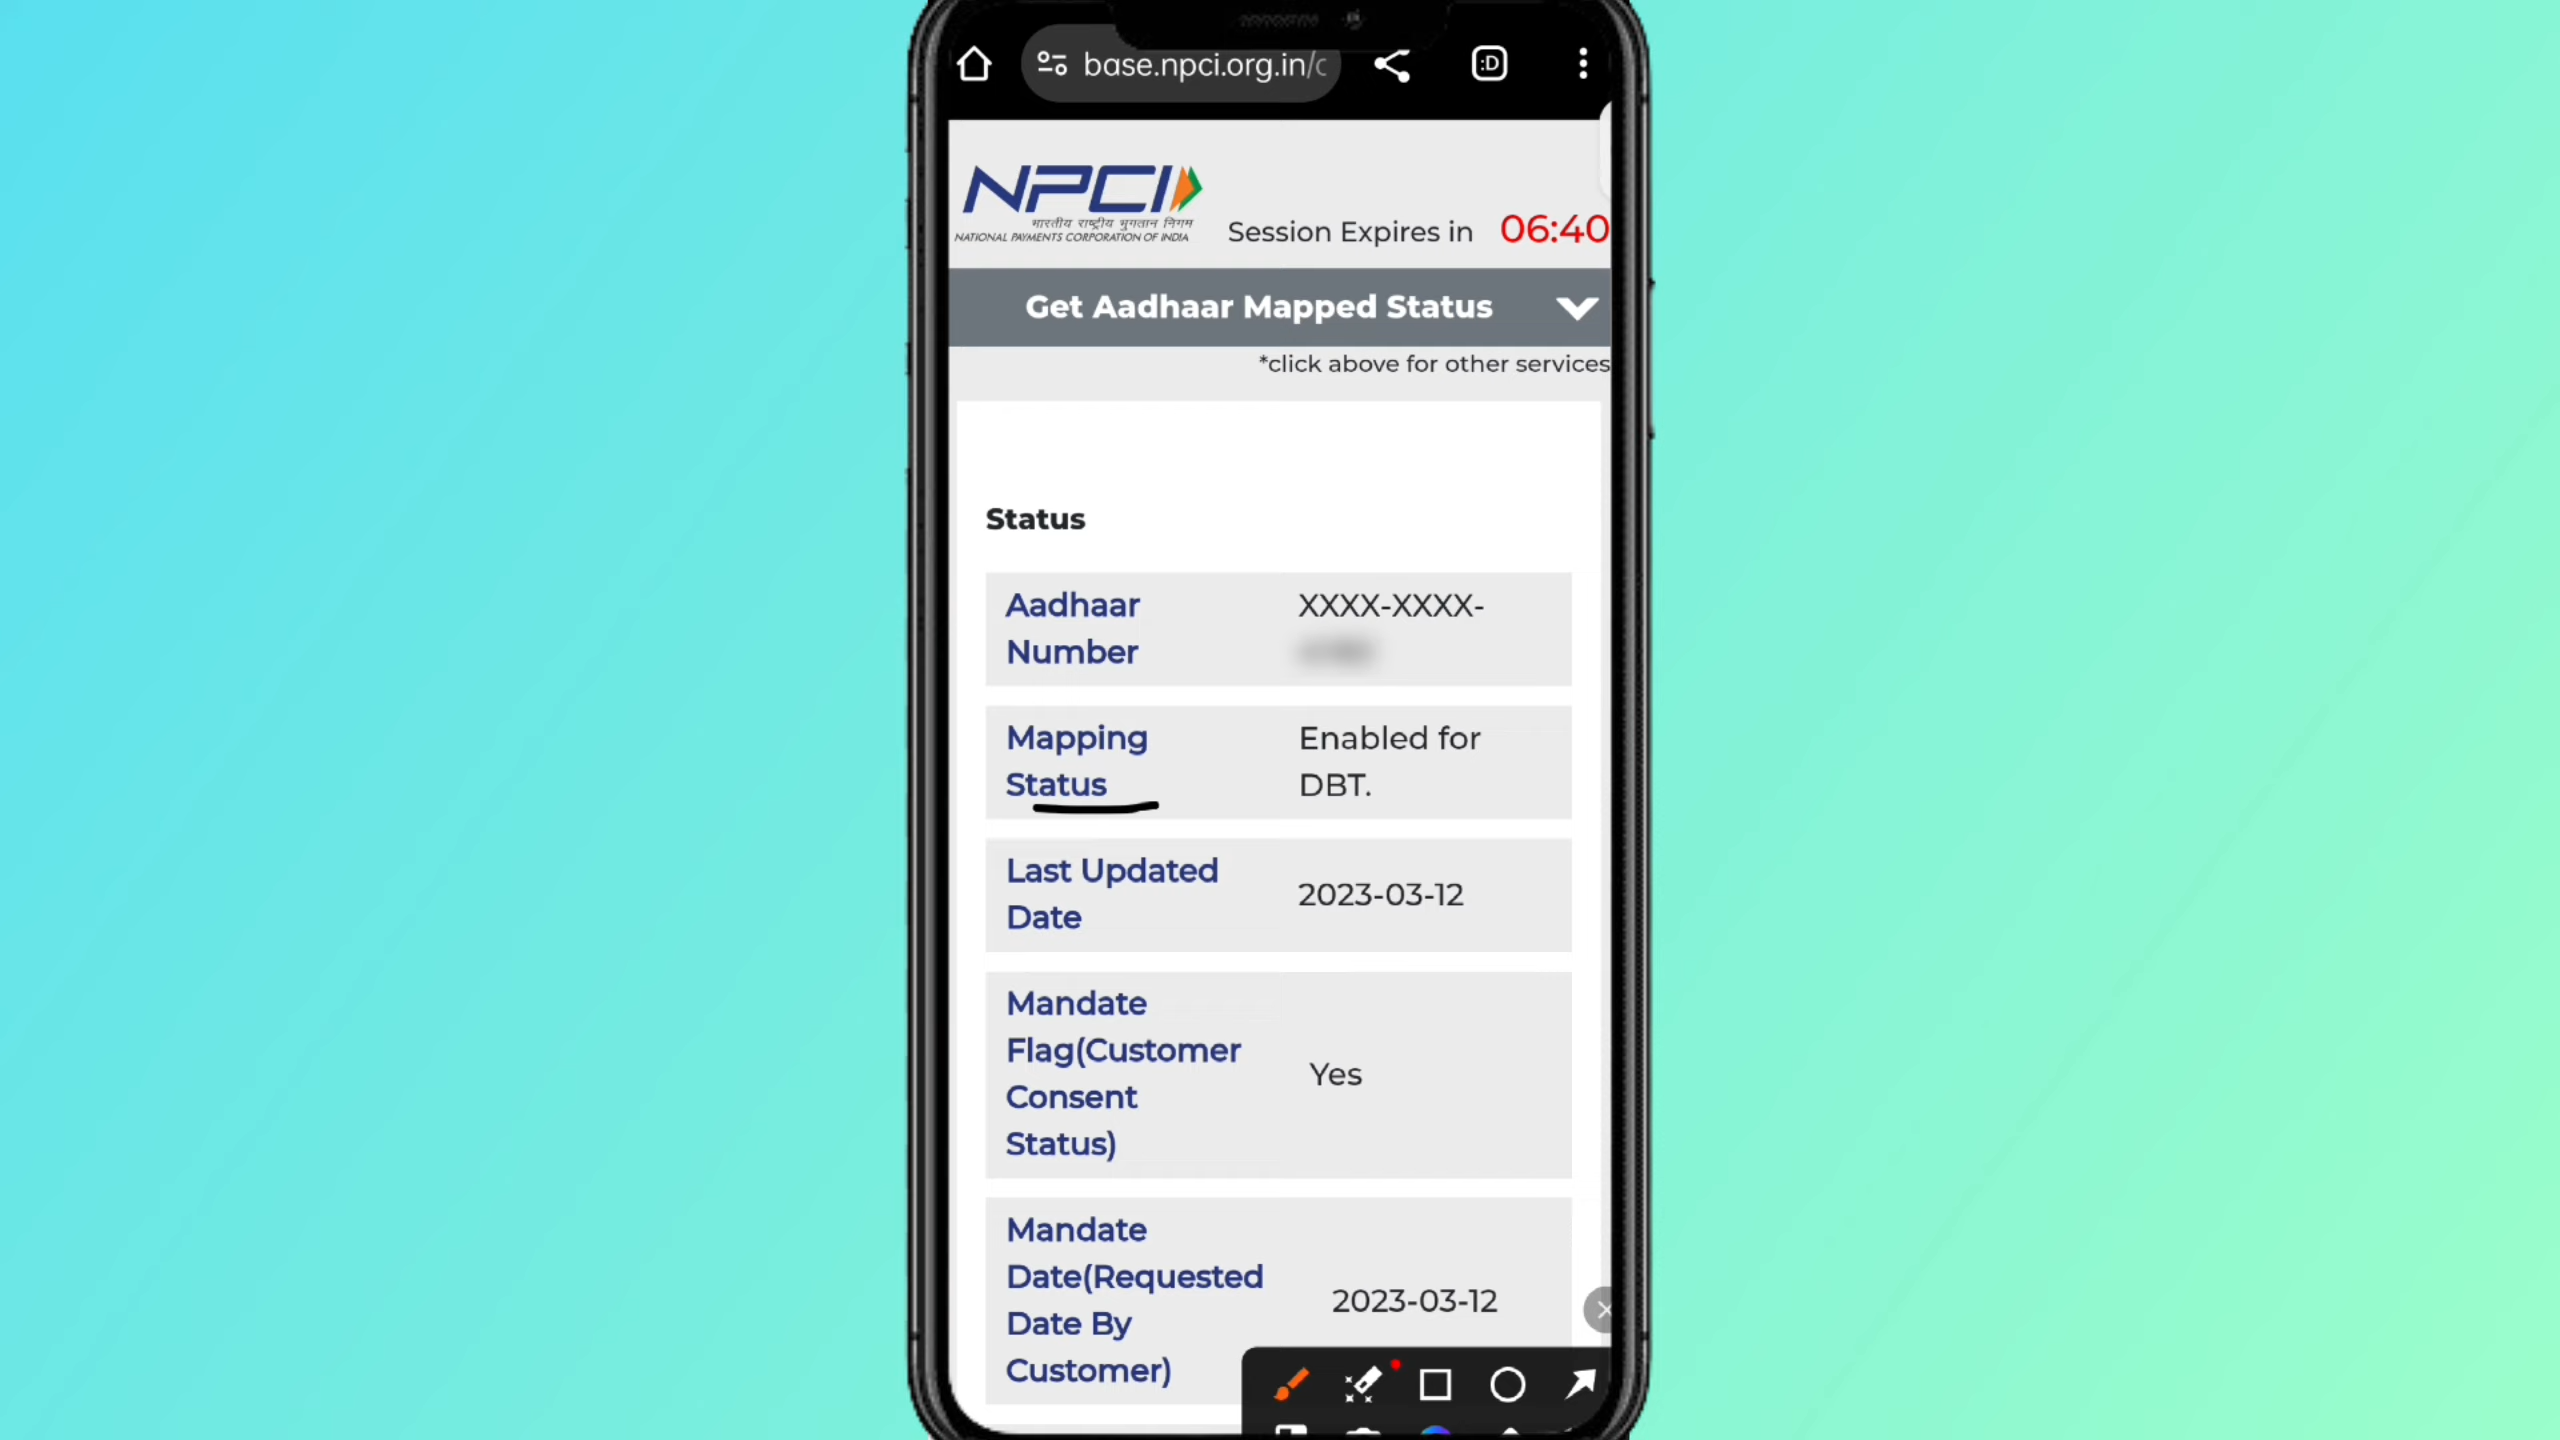 base.npci.org.in/c
:D
NPCI
भारतीय राष्ट्रीय भुगतान निगम
NATIONAL PAYMENTS CORPORATION OF INDIA
Session Expires in 06:40
Get Aadhaar Mapped Status
*click above for other services
Status
Aadhaar XXXX-XXXX-
Number
Mapping Enabled for
Status DBT.
Last Updated
Date
2023-03-12
Mandate
Flag(Customer
Consent
Status)
Yes
Mandate
Date(Requested
Date By
Customer)
2023-03-12